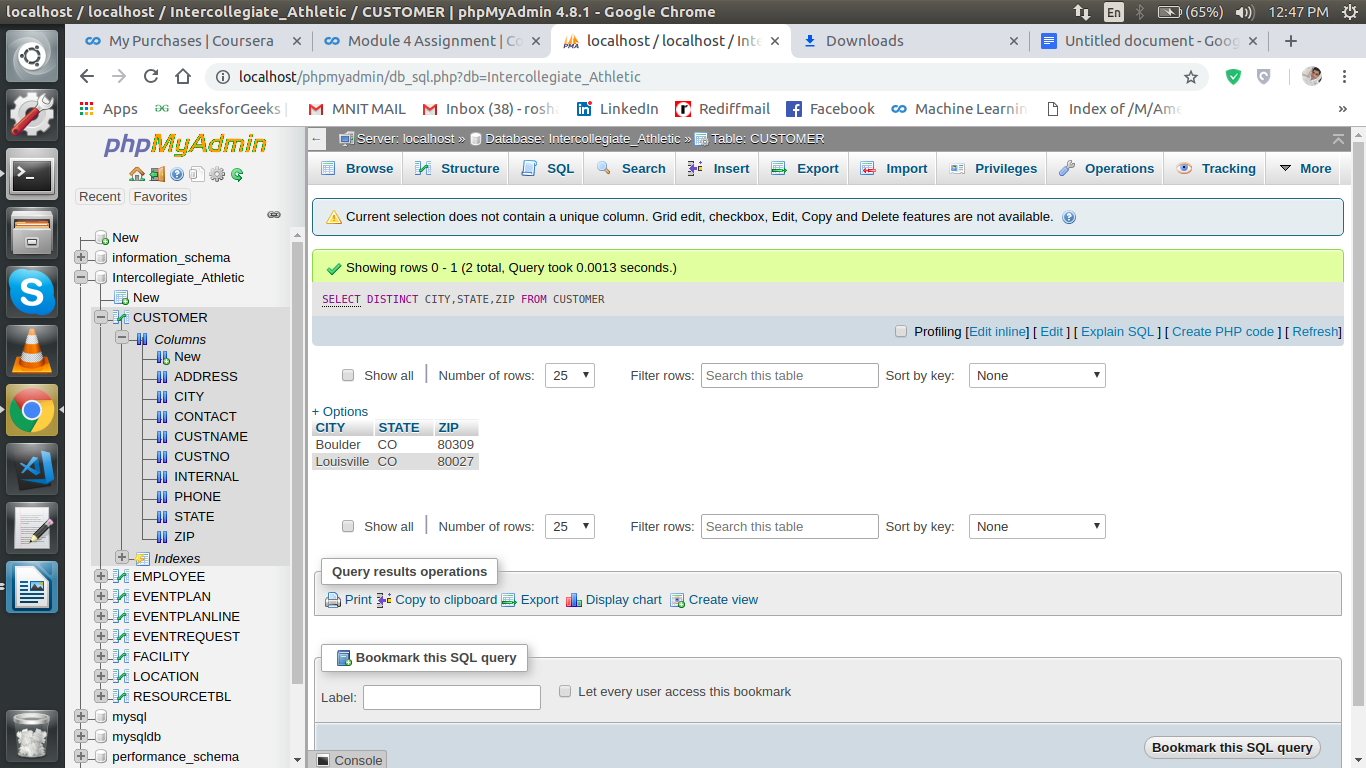 localhost / localhost / Intercollegiate_Athletic / CUSTOMER | phpMyAdmin 4.8.1 - Google Chrome
En (65%) 12:47 PM
My Purchases | Coursera
Module 4 Assignment | Co
localhost / localhost / Inte
Downloads
Untitled document - Goog
localhost/phpmyadmin/db_sql.php?db=Intercollegiate_Athletic
Apps GeeksforGeeks | MNIT MAIL Inbox (38) - rosh LinkedIn Rediffmail Facebook Machine Learnin Index of /M/Ame »
phpMyAdmin
Recent Favorites
New
information_schema
Intercollegiate_Athletic
New
CUSTOMER
Columns
New
ADDRESS
CITY
CONTACT
CUSTNAME
CUSTNO
INTERNAL
PHONE
STATE
ZIP
Indexes
EMPLOYEE
EVENTPLAN
EVENTPLANLINE
EVENTREQUEST
FACILITY
LOCATION
RESOURCETBL
mysql
mysqldb
performance_schema
Server: localhost » Database: Intercollegiate_Athletic » Table: CUSTOMER
Browse Structure SQL Search Insert Export Import Privileges Operations Tracking More
Current selection does not contain a unique column. Grid edit, checkbox, Edit, Copy and Delete features are not available.
Showing rows 0 - 1 (2 total, Query took 0.0013 seconds.)
SELECT DISTINCT CITY,STATE,ZIP FROM CUSTOMER
Profiling [Edit inline] [ Edit ] [ Explain SQL ] [ Create PHP code ] [ Refresh]
Show all | Number of rows: 25 Filter rows: Search this table Sort by key: None
+ Options
CITY STATE ZIP
Boulder CO 80309
Louisville CO 80027
Show all | Number of rows: 25 Filter rows: Search this table Sort by key: None
Query results operations
Print Copy to clipboard Export Display chart Create view
Bookmark this SQL query
Label: Let every user access this bookmark
Bookmark this SQL query
Console